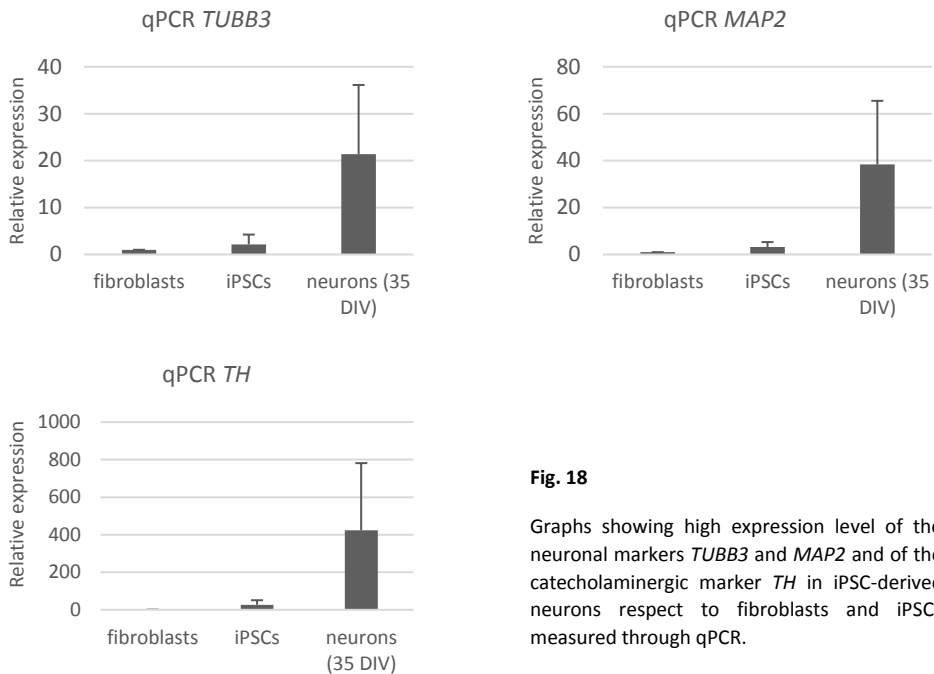 qPCR TUBB3
40
30
20
10
0
Relative expression
fibroblasts
iPSCs
neurons (35
DIV)
qPCR MAP2
80
60
40
20
0
Relative expression
fibroblasts
iPSCs
neurons (35
DIV)
qPCR TH
1000
800
600
400
200
0
Relative expression
fibroblasts
iPSCs
neurons
(35 DIV)
Fig. 18
Graphs showing high expression level of the
neuronal markers TUBB3 and MAP2 and of the
catecholaminergic marker TH in iPSC-derived
neurons respect to fibroblasts and iPSC
measured through qPCR.